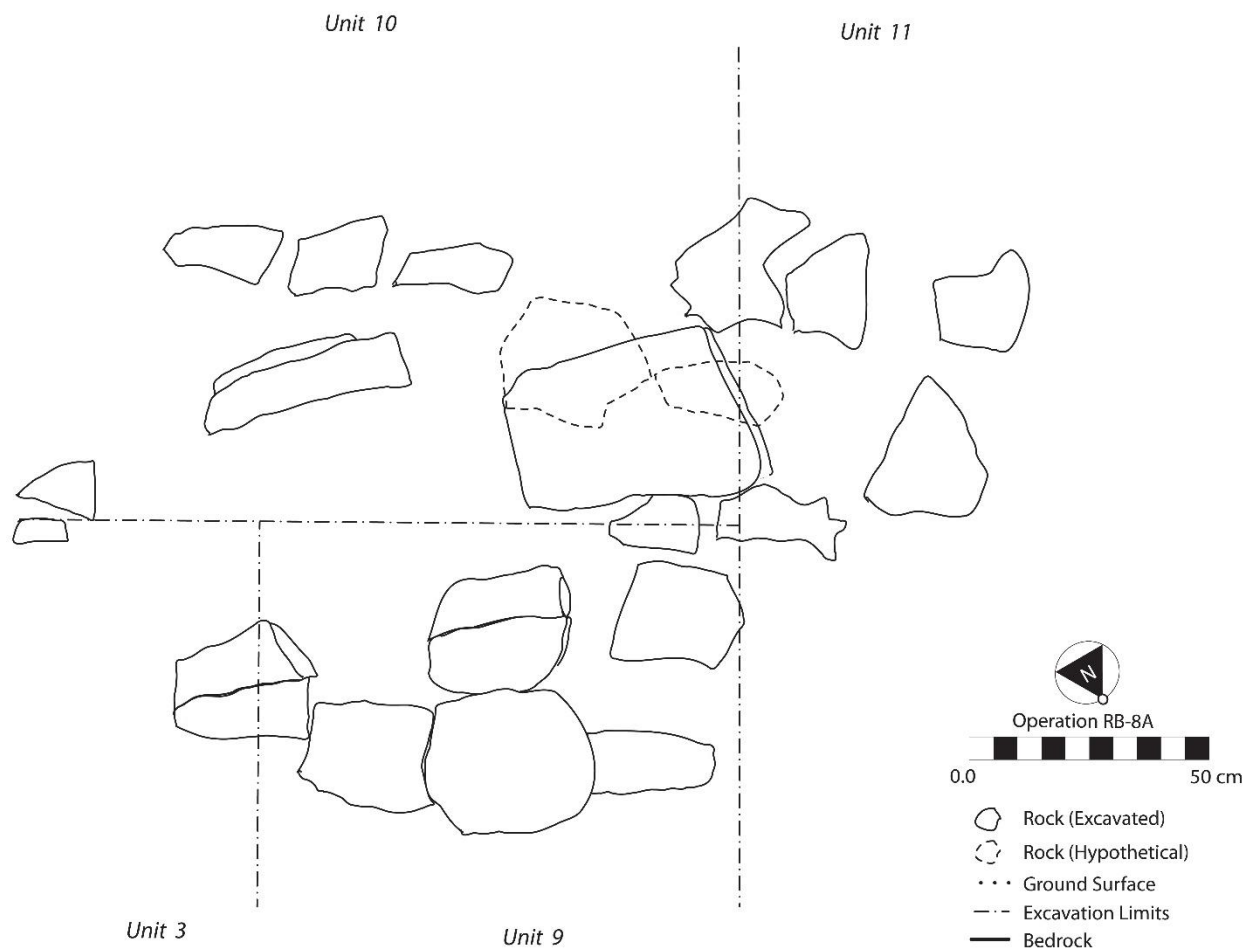 Unit 10
Unit 11
N
Operation RB-8A
0.0 50 cm
Rock (Excavated)
Rock (Hypothetical)
Ground Surface
Excavation Limits
Bedrock
Unit 3
Unit 9